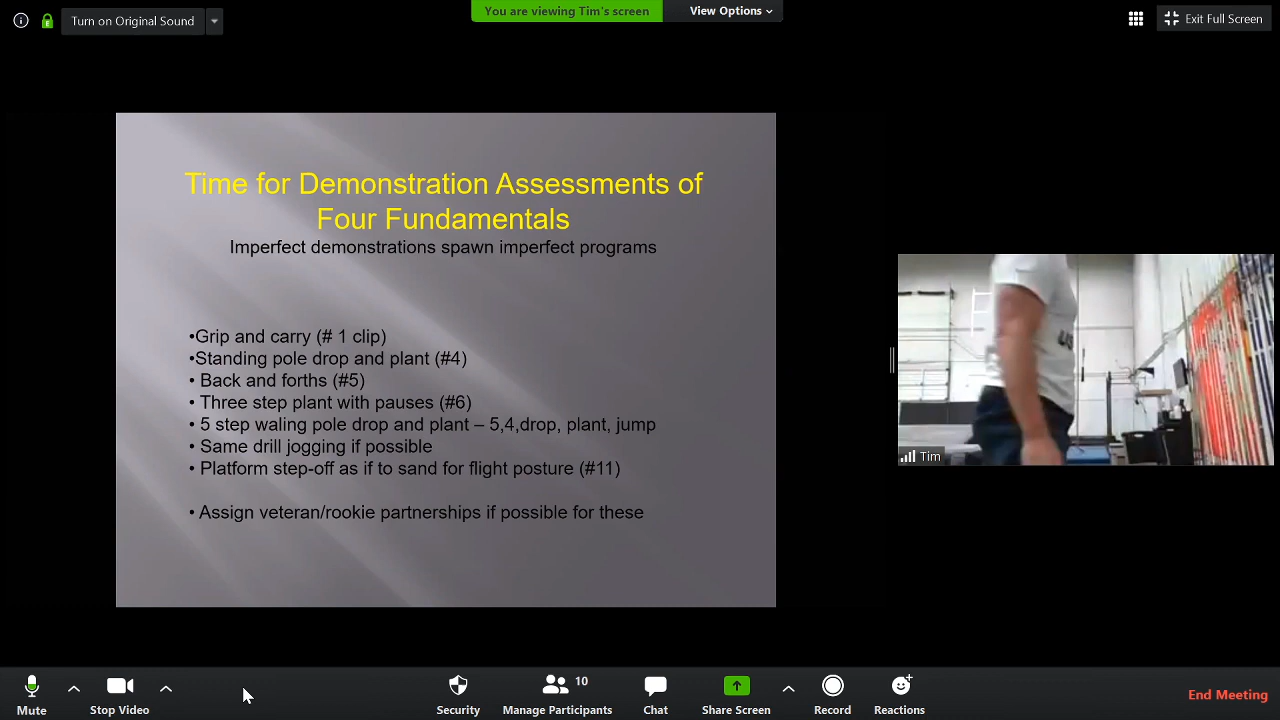 Turn on Original Sound
You are viewing Tim's screen
View Options
Exit Full Screen
Time for Demonstration Assessments of
Four Fundamentals
Imperfect demonstrations spawn imperfect programs
•Grip and carry (# 1 clip)
•Standing pole drop and plant (#4)
• Back and forths (#5)
• Three step plant with pauses (#6)
• 5 step waling pole drop and plant – 5,4,drop, plant, jump
• Same drill jogging if possible
• Platform step-off as if to sand for flight posture (#11)
• Assign veteran/rookie partnerships if possible for these
Tim
Mute
Stop Video
Security
Manage Participants
10
Chat
Share Screen
Record
Reactions
End Meeting